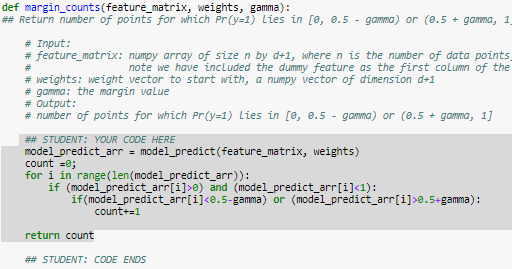 def margin_counts(feature_matrix, weights, gamma):
## Return number of points for which Pr(y=1) lies in [0, 0.5 - gamma) or (0.5 + gamma, 1]
# Input:
# feature_matrix: numpy array of size n by d+1, where n is the number of data points,
# note we have included the dummy feature as the first column of the
# weights: weight vector to start with, a numpy vector of dimension d+1
# gamma: the margin value
# Output:
# number of points for which Pr(y=1) lies in [0, 0.5 - gamma) or (0.5 + gamma, 1]
## STUDENT: YOUR CODE HERE
model_predict_arr = model_predict(feature_matrix, weights)
count =0;
for i in range(len(model_predict_arr)):
if (model_predict_arr[i]>0) and (model_predict_arr[i]<1):
if(model_predict_arr[i]<0.5-gamma) or (model_predict_arr[i]>0.5+gamma):
count+=1
return count
## STUDENT: CODE ENDS